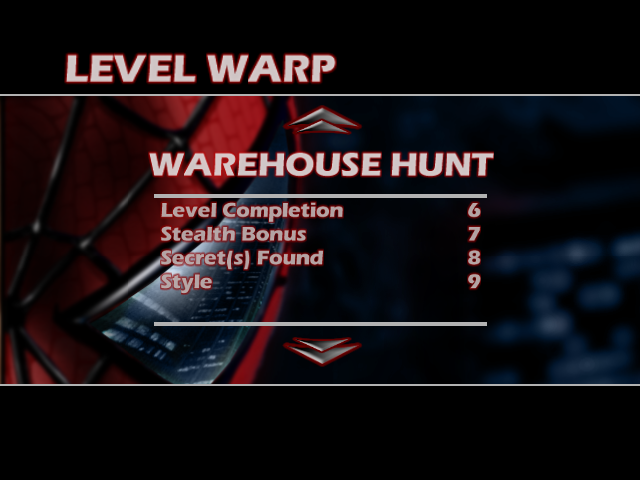 LEVEL WARP
WAREHOUSE HUNT
Level Completion 6
Stealth Bonus 7
Secret(s) Found 8
Style 9